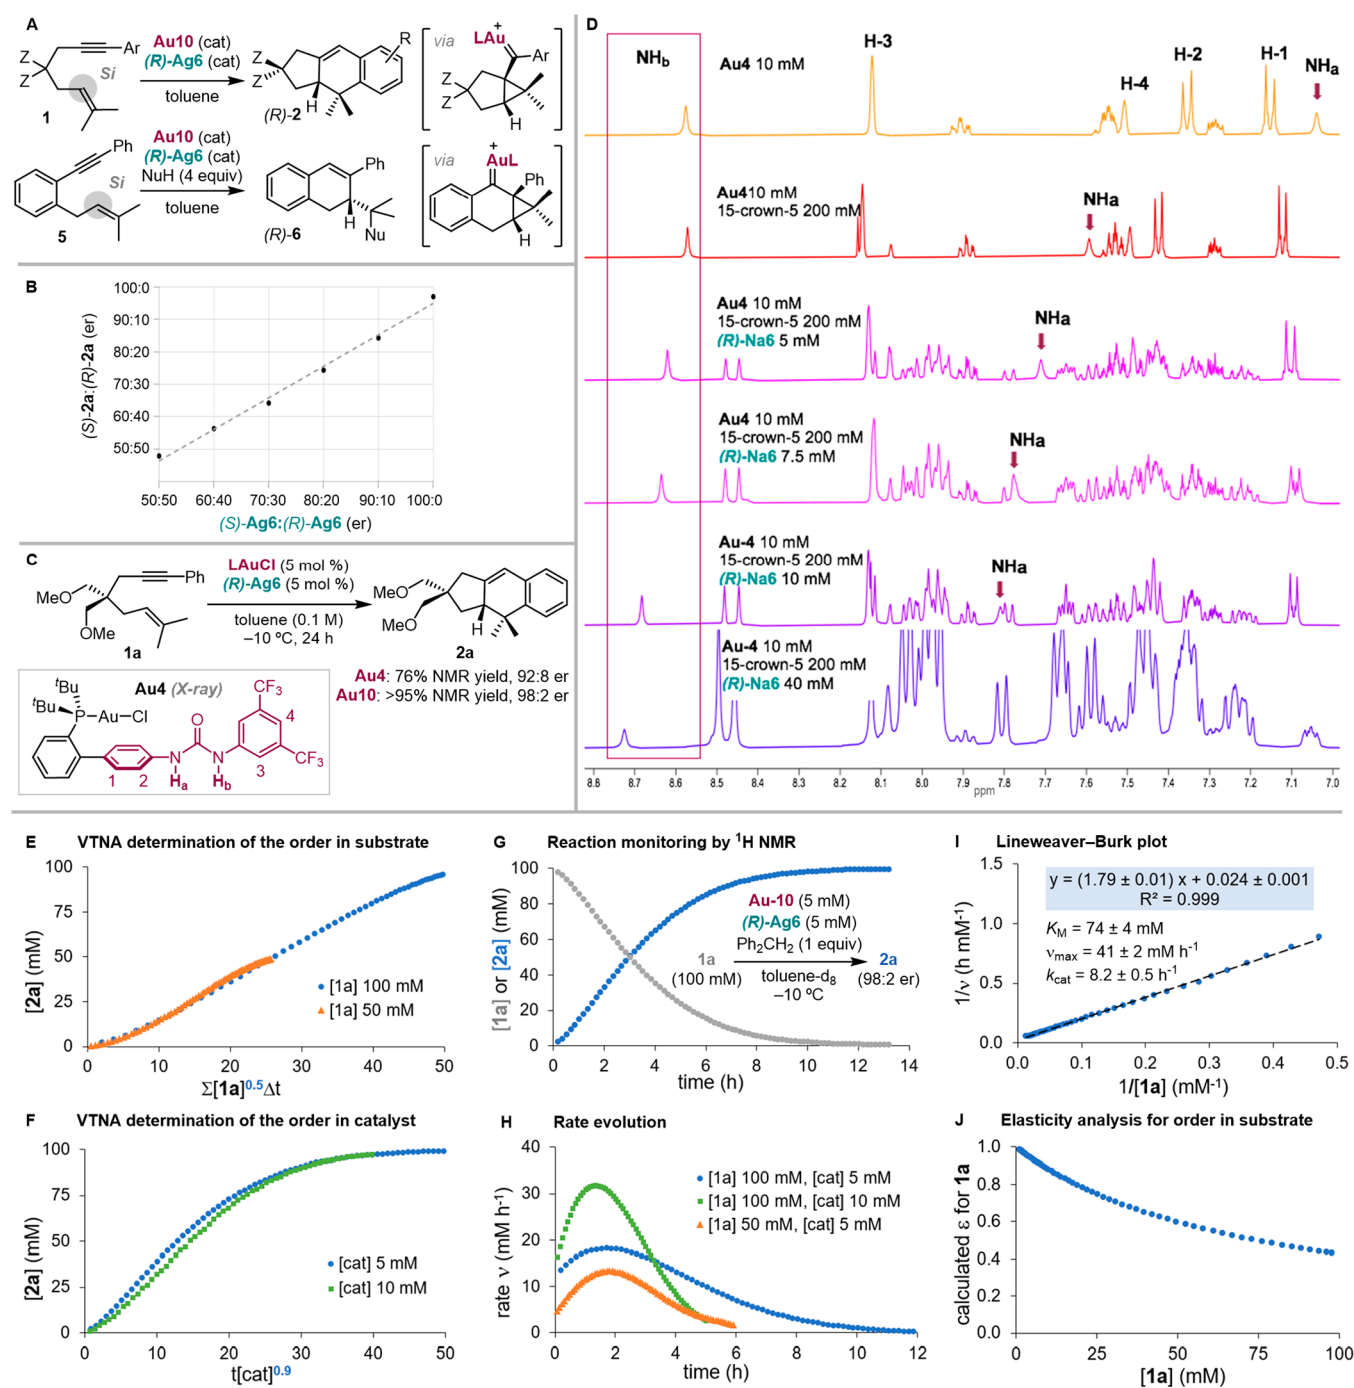 A
Z
Z
Si
Ar
1
Au10 (cat)
(R)-Ag6 (cat)
toluene
Z
Z
H
R
(R)-2
via
LAu
+
Ar
Z
Z
H
Ph
Si
5
Au10 (cat)
(R)-Ag6 (cat)
NuH (4 equiv)
toluene
Ph
H
Nu
(R)-6
via
+
AuL
Ph
H
B
100:0
90:10
80:20
70:30
60:40
50:50
(S)-2a:(R)-2a (er)
50:50 60:40 70:30 80:20 90:10 100:0
(S)-Ag6:(R)-Ag6 (er)
C
MeO
OMe
Ph
1a
LAuCl (5 mol %)
(R)-Ag6 (5 mol %)
toluene (0.1 M)
–10 ºC, 24 h
MeO
MeO
H
2a
Au4: 76% NMR yield, 92:8 er
Au10: >95% NMR yield, 98:2 er
Au4 (X-ray)
tBu
tBu
P
Au
Cl
O
N
Ha
N
Hb
CF3
CF3
1
2
3
4
D
NHb
H-3
Au4 10 mM
H-4
H-2
H-1
NHa
Au410 mM
15-crown-5 200 mM
NHa
Au4 10 mM
15-crown-5 200 mM
(R)-Na6 5 mM
NHa
Au4 10 mM
15-crown-5 200 mM
(R)-Na6 7.5 mM
NHa
Au-4 10 mM
15-crown-5 200 mM
(R)-Na6 10 mM
NHa
Au-4 10 mM
15-crown-5 200 mM
(R)-Na6 40 mM
8.8 8.7 8.6 8.5 8.4 8.3 8.2 8.1 8.0 7.9 7.8 7.7 7.6 7.5 7.4 7.3 7.2 7.1 7.0
ppm
E VTNA determination of the order in substrate
100
75
50
25
0
[2a] (mM)
[1a] 100 mM
[1a] 50 mM
0 10 20 30 40 50
Σ[1a]0.5Δt
F VTNA determination of the order in catalyst
100
75
50
25
0
[2a] (mM)
[cat] 5 mM
[cat] 10 mM
0 10 20 30 40 50
t[cat]0.9
G Reaction monitoring by 1H NMR
100
80
60
40
20
0
[1a] or [2a] (mM)
Au-10 (5 mM)
(R)-Ag6 (5 mM)
Ph2CH2 (1 equiv)
1a
(100 mM)
toluene-d8
–10 ºC
2a
(98:2 er)
0 2 4 6 8 10 12 14
time (h)
H Rate evolution
40
30
20
10
0
rate ν (mM h-1)
[1a] 100 mM, [cat] 5 mM
[1a] 100 mM, [cat] 10 mM
[1a] 50 mM, [cat] 5 mM
0 2 4 6 8 10 12
time (h)
I Lineweaver–Burk plot
1.5
1.0
0.5
0.0
1/ν (h mM-1)
y = (1.79 ± 0.01) x + 0.024 ± 0.001
R² = 0.999
KM = 74 ± 4 mM
νmax = 41 ± 2 mM h-1
kcat = 8.2 ± 0.5 h-1
0.0 0.1 0.2 0.3 0.4 0.5
1/[1a] (mM-1)
J Elasticity analysis for order in substrate
1.0
0.8
0.6
0.4
0.2
0.0
calculated ε for 1a
0 25 50 75 100
[1a] (mM)